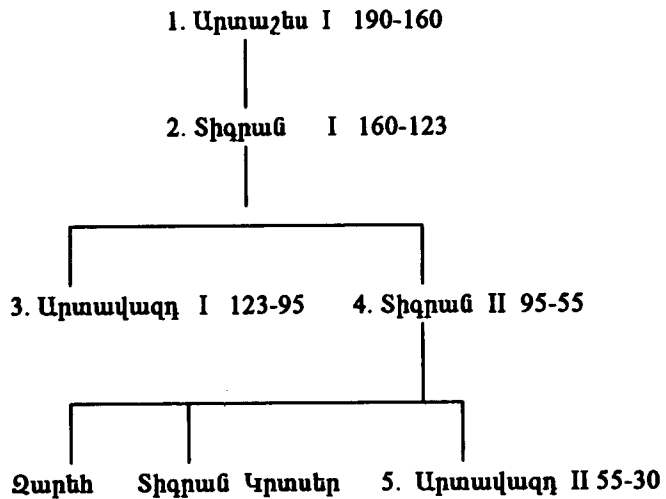 1. Արտաշես I 190-160
2. Տիգրան I 160-123
3. Արտավազդ I 123-95 4. Տիգրան II 95-55
Զարեհ Տիգրան Կրտսեր 5. Արտավազդ II 55-30